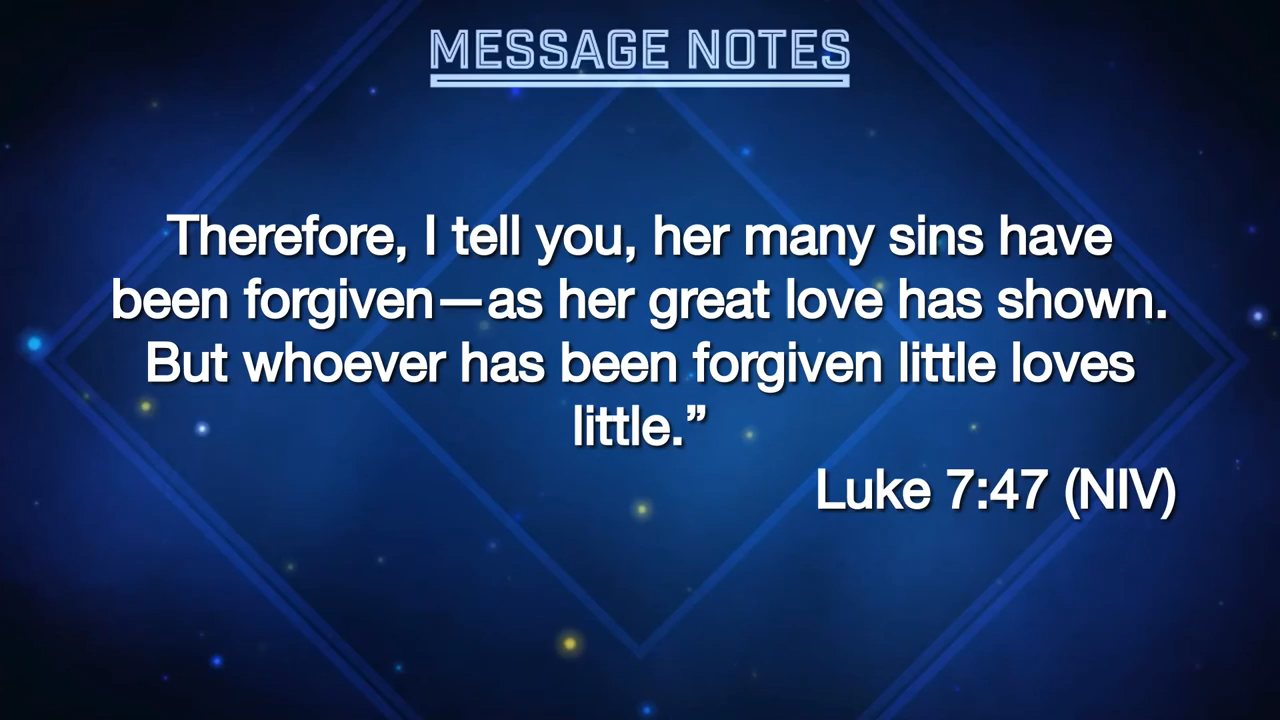 MESSAGE NOTES
Therefore, I tell you, her many sins have
been forgiven—as her great love has shown.
But whoever has been forgiven little loves
little.”
Luke 7:47 (NIV)